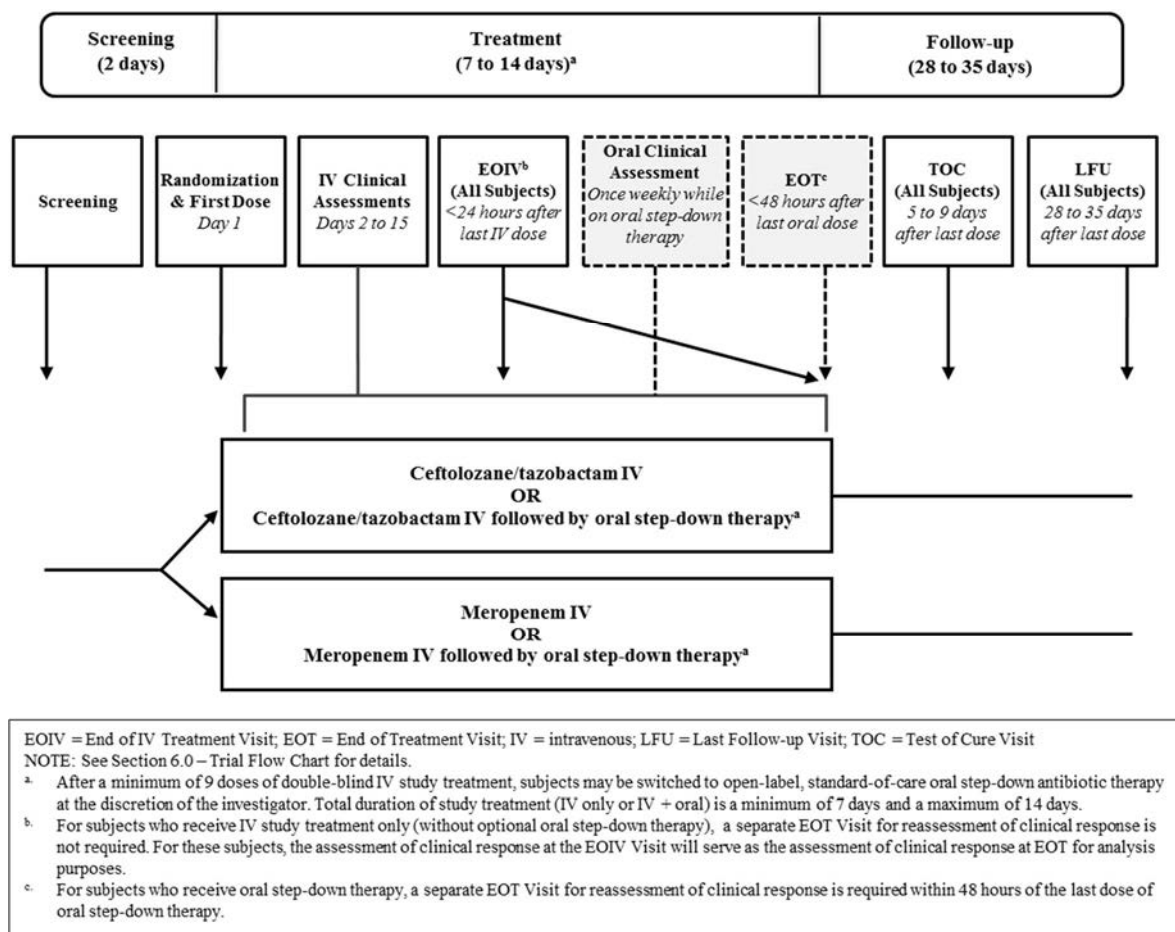 Screening
(2 days)
Treatment
(7 to 14 days)ᵃ
Follow-up
(28 to 35 days)
Screening
Randomization
& First Dose
Day 1
IV Clinical
Assessments
Days 2 to 15
EOIVᵇ
(All Subjects)
<24 hours after
last IV dose
Oral Clinical
Assessment
Once weekly while
on oral step-down
therapy
EOTᶜ
<48 hours after
last oral dose
TOC
(All Subjects)
5 to 9 days
after last dose
LFU
(All Subjects)
28 to 35 days
after last dose
Ceftolozane/tazobactam IV
OR
Ceftolozane/tazobactam IV followed by oral step-down therapyᵃ
Meropenem IV
OR
Meropenem IV followed by oral step-down therapyᵃ
EOIV = End of IV Treatment Visit; EOT = End of Treatment Visit; IV = intravenous; LFU = Last Follow-up Visit; TOC = Test of Cure Visit
NOTE: See Section 6.0 – Trial Flow Chart for details.
a. After a minimum of 9 doses of double-blind IV study treatment, subjects may be switched to open-label, standard-of-care oral step-down antibiotic therapy
at the discretion of the investigator. Total duration of study treatment (IV only or IV + oral) is a minimum of 7 days and a maximum of 14 days.
b. For subjects who receive IV study treatment only (without optional oral step-down therapy), a separate EOT Visit for reassessment of clinical response is
not required. For these subjects, the assessment of clinical response at the EOIV Visit will serve as the assessment of clinical response at EOT for analysis
purposes.
c. For subjects who receive oral step-down therapy, a separate EOT Visit for reassessment of clinical response is required within 48 hours of the last dose of
oral step-down therapy.